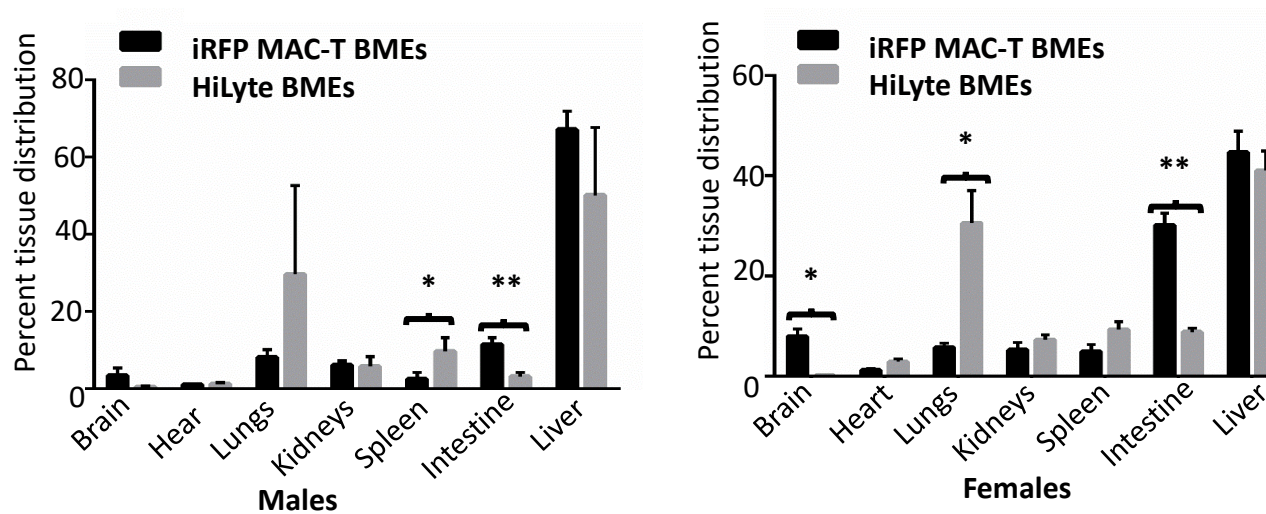 iRFP MAC-T BMEs
HiLyte BMEs
Percent tissue distribution
80
60
40
20
0
*
**
Brain
Hear
Lungs
Kidneys
Spleen
Intestine
Liver
Males
iRFP MAC-T BMEs
HiLyte BMEs
Percent tissue distribution
60
40
20
0
*
*
**
Brain
Heart
Lungs
Kidneys
Spleen
Intestine
Liver
Females